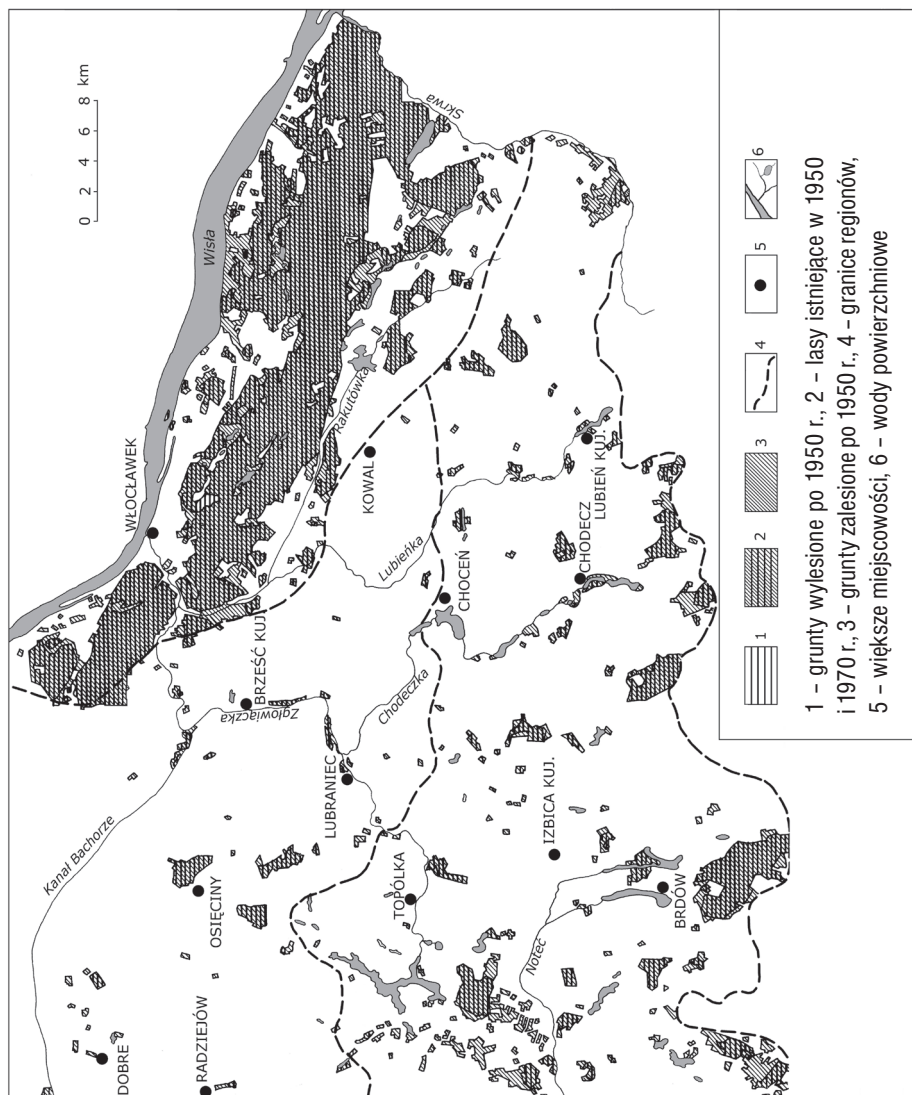 0 2 4 6 8 km
Skrwa
Wisła
WŁOCŁAWEK
Rakutówka
KOWAL
BRZEŚĆ KUJ.
Zgłowiączka
Lubieńka
CHOCEŃ
CHODECZ
LUBIEŃ KUJ.
Chodeczka
Kanał Bachorze
LUBRANIEC
OSIĘCINY
IZBICA KUJ.
TOPÓLKA
BRDÓW
Noteć
DOBRE
RADZIEJÓW
1
2
3
4
5
6
1 – grunty wylesione po 1950 r., 2 – lasy istniejące w 1950
i 1970 r., 3 – grunty zalesione po 1950 r., 4 – granice regionów,
5 – większe miejscowości, 6 – wody powierzchniowe